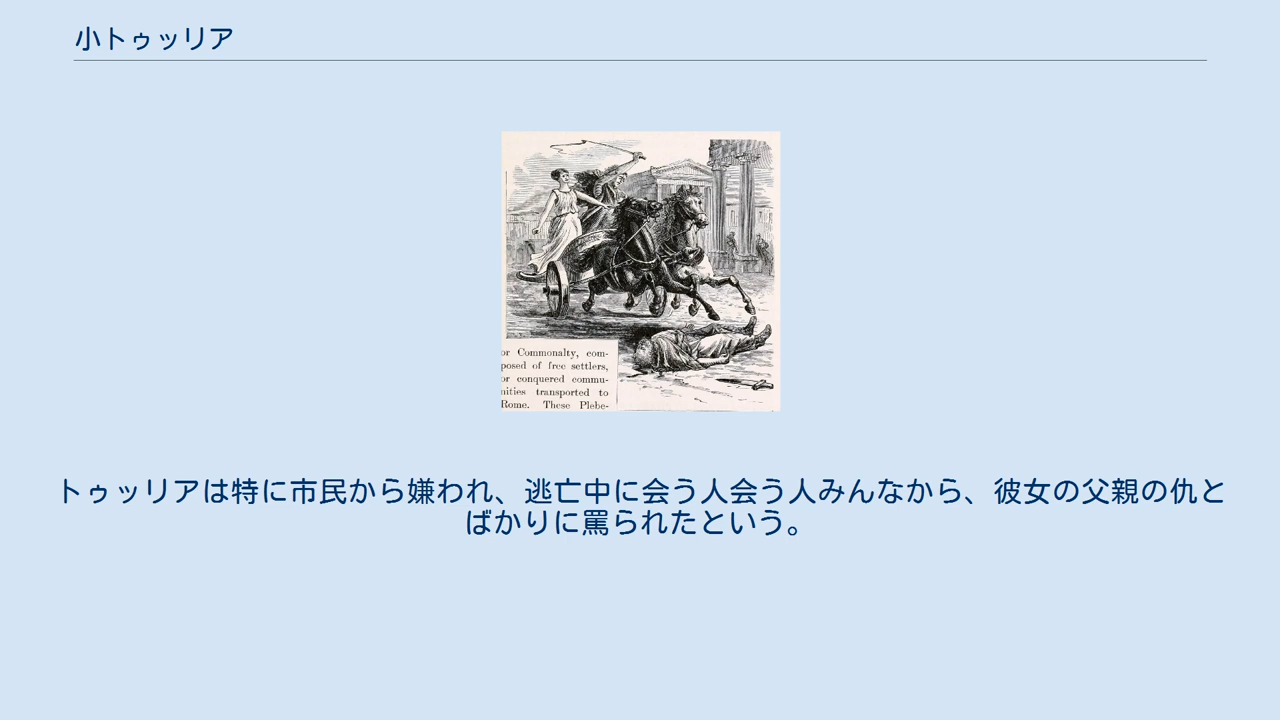 小トゥッリア
or Commonalty, com-
posed of free settlers,
or conquered commu-
nities transported to
Rome. These Plebe-
トゥッリアは特に市民から嫌われ、逃亡中に会う人会う人みんなから、彼女の父親の仇と
ばかりに罵られたという。